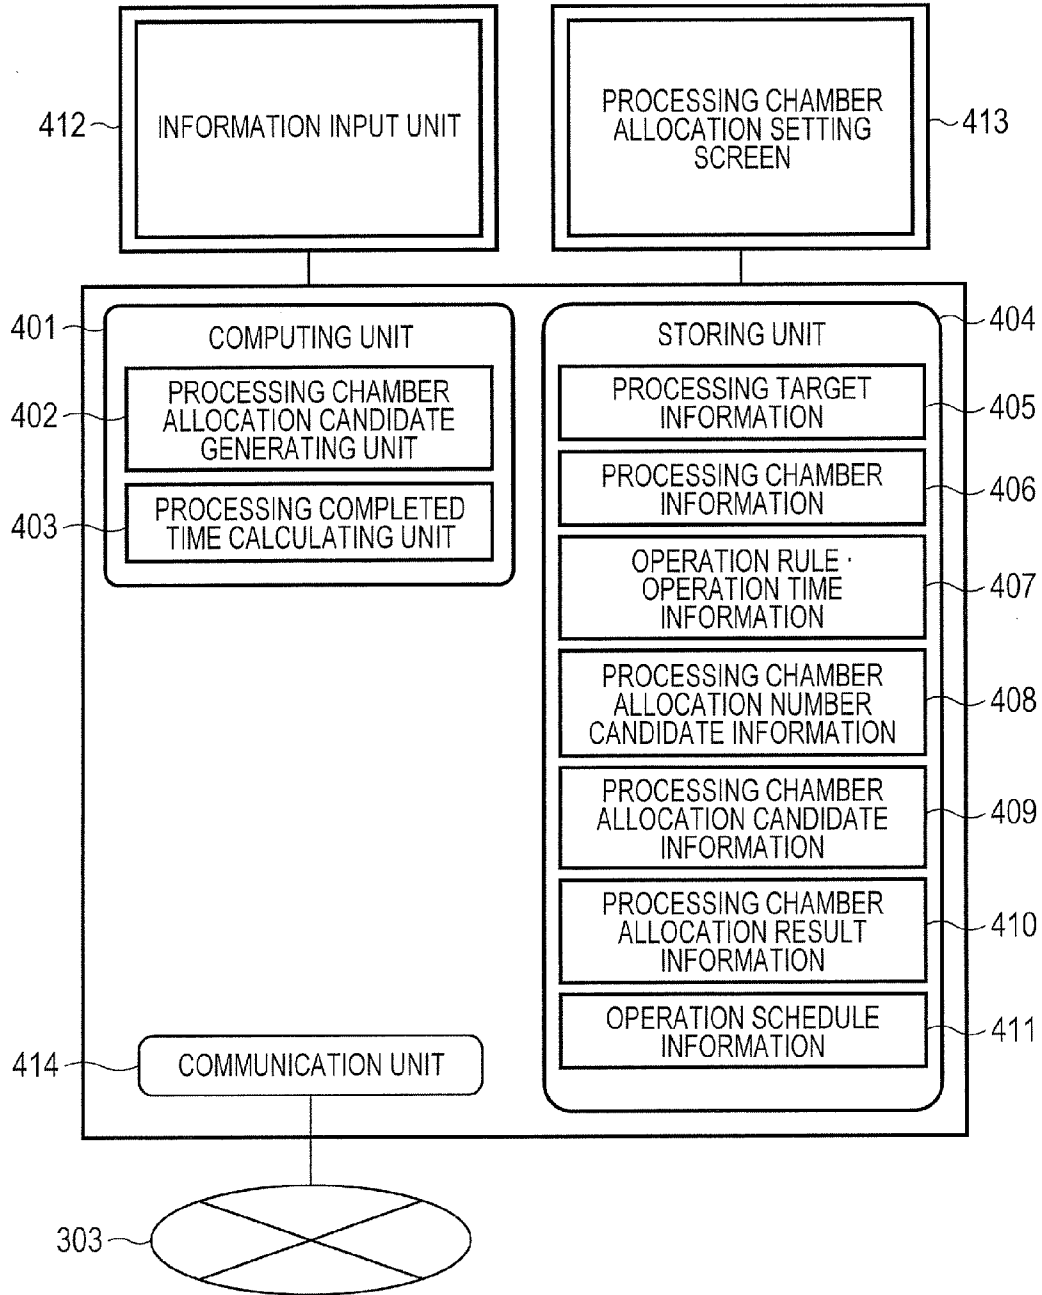 412
INFORMATION INPUT UNIT
PROCESSING CHAMBER
ALLOCATION SETTING
SCREEN
413
401
COMPUTING UNIT
402
PROCESSING CHAMBER
ALLOCATION CANDIDATE
GENERATING UNIT
403
PROCESSING COMPLETED
TIME CALCULATING UNIT
404
STORING UNIT
PROCESSING TARGET
INFORMATION
405
PROCESSING CHAMBER
INFORMATION
406
OPERATION RULE ·
OPERATION TIME
INFORMATION
407
PROCESSING CHAMBER
ALLOCATION NUMBER
CANDIDATE INFORMATION
408
PROCESSING CHAMBER
ALLOCATION CANDIDATE
INFORMATION
409
PROCESSING CHAMBER
ALLOCATION RESULT
INFORMATION
410
OPERATION SCHEDULE
INFORMATION
411
414
COMMUNICATION UNIT
303